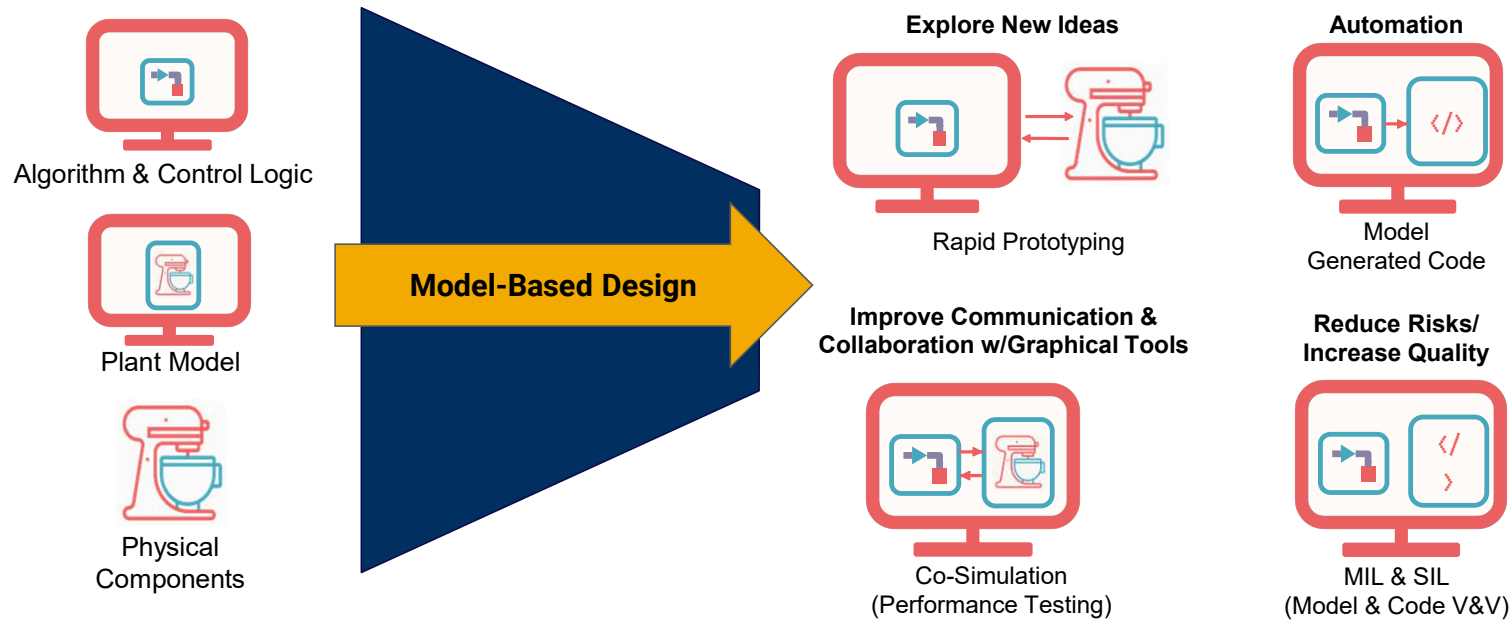 Algorithm & Control Logic
Plant Model
Physical
Components
Model-Based Design
Explore New Ideas
Rapid Prototyping
Automation
</>
Model
Generated Code
Improve Communication &
Collaboration w/Graphical Tools
Co-Simulation
(Performance Testing)
Reduce Risks/
Increase Quality
</
>
MIL & SIL
(Model & Code V&V)